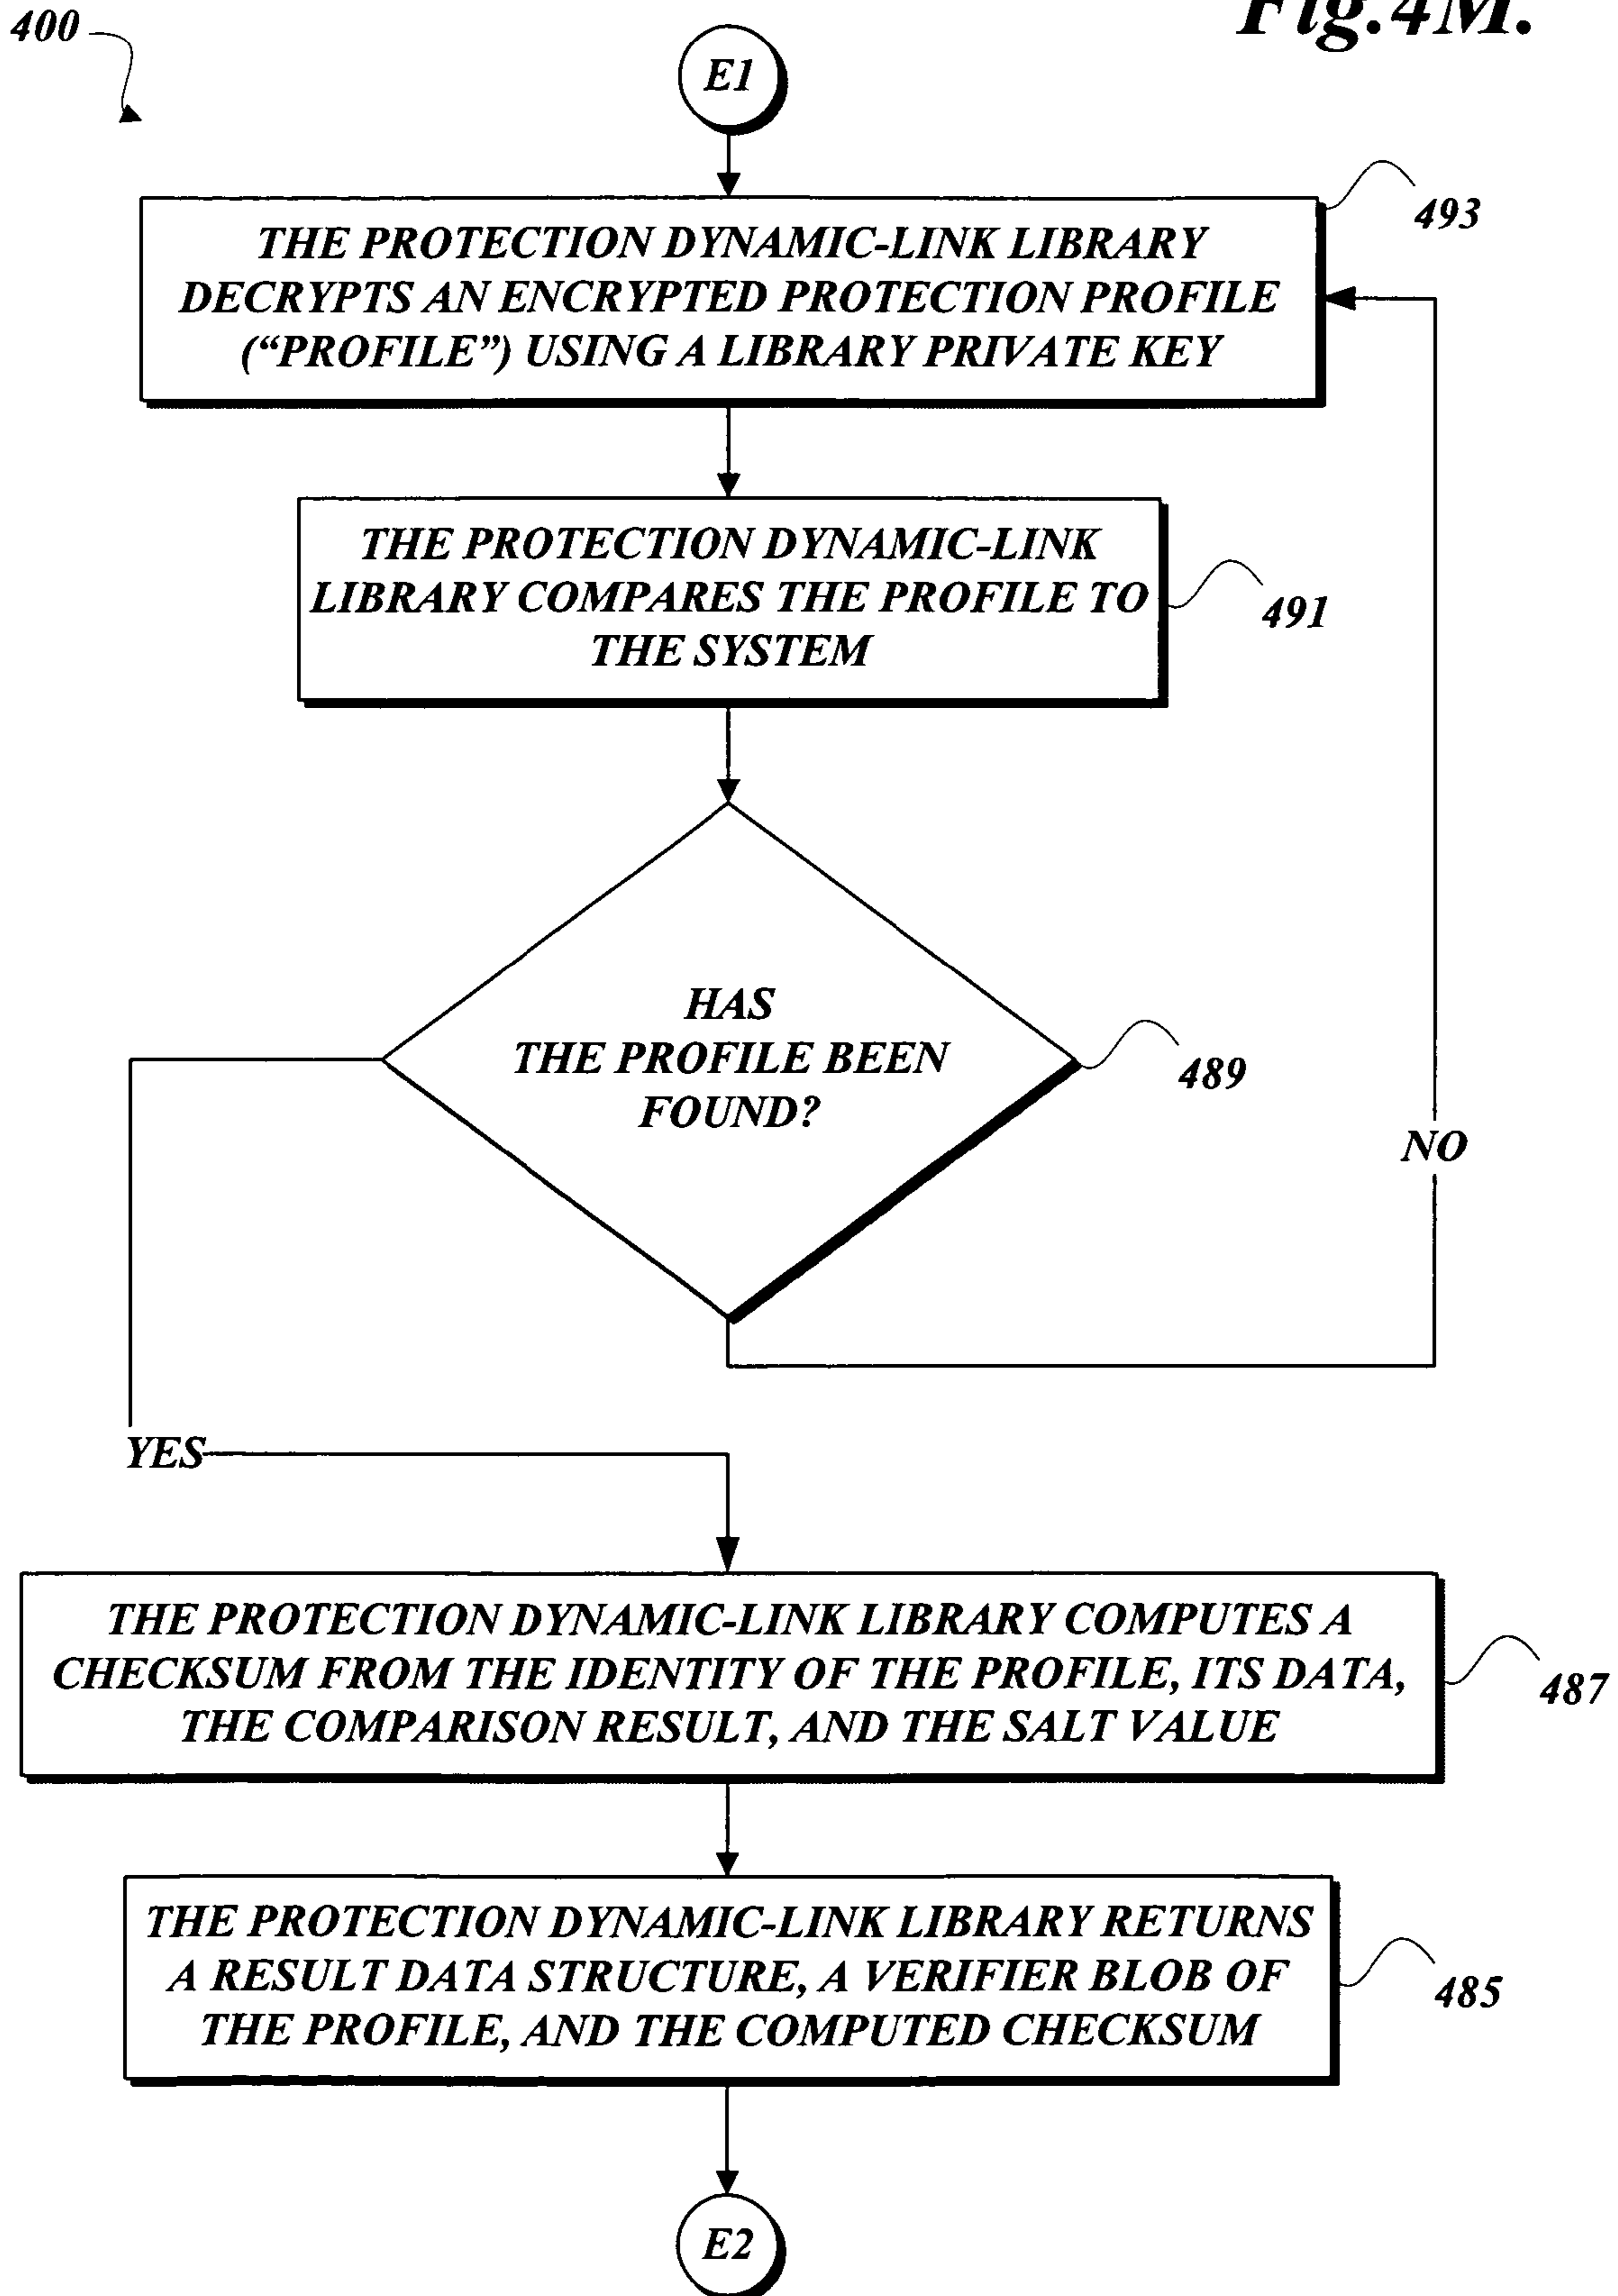 Fig.4M.
400
E1
493
THE PROTECTION DYNAMIC-LINK LIBRARY
DECRYPTS AN ENCRYPTED PROTECTION PROFILE
(“PROFILE”) USING A LIBRARY PRIVATE KEY
THE PROTECTION DYNAMIC-LINK
LIBRARY COMPARES THE PROFILE TO
THE SYSTEM
491
HAS
THE PROFILE BEEN
FOUND?
489
NO
YES
THE PROTECTION DYNAMIC-LINK LIBRARY COMPUTES A
CHECKSUM FROM THE IDENTITY OF THE PROFILE, ITS DATA,
THE COMPARISON RESULT, AND THE SALT VALUE
487
THE PROTECTION DYNAMIC-LINK LIBRARY RETURNS
A RESULT DATA STRUCTURE, A VERIFIER BLOB OF
THE PROFILE, AND THE COMPUTED CHECKSUM
485
E2